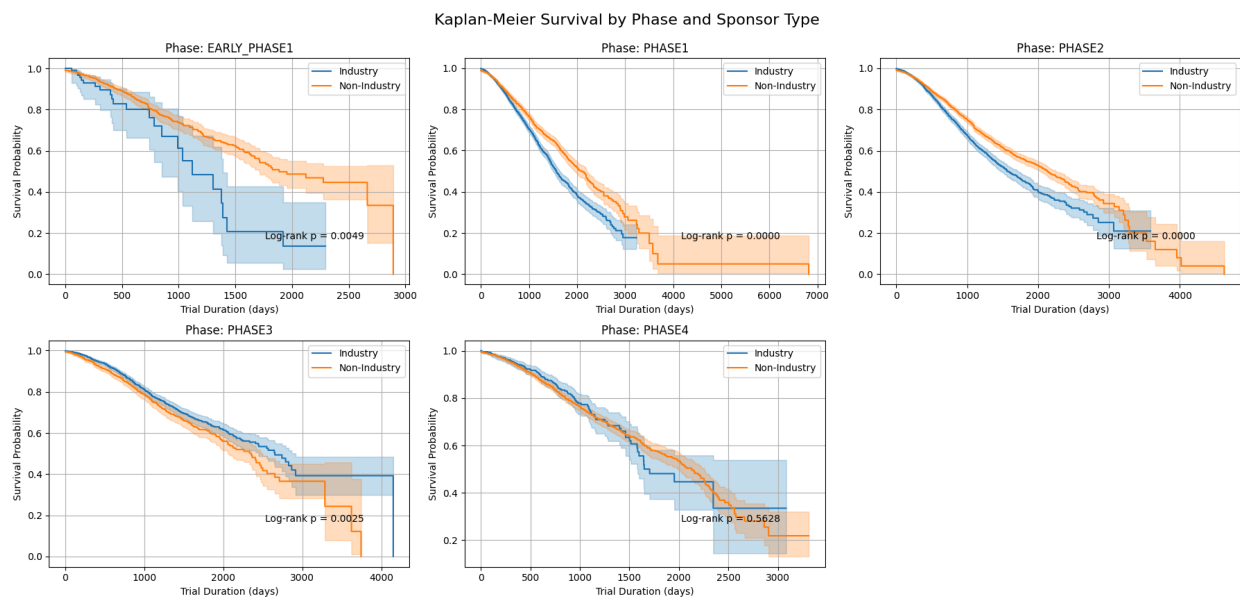 Kaplan-Meier Survival by Phase and Sponsor Type
Phase: EARLY_PHASE1
1.0
0.8
0.6
0.4
0.2
0.0
Survival Probability
Industry
Non-Industry
Log-rank p = 0.0049
0 500 1000 1500 2000 2500 3000
Trial Duration (days)
Phase: PHASE1
1.0
0.8
0.6
0.4
0.2
0.0
Survival Probability
Industry
Non-Industry
Log-rank p = 0.0000
0 1000 2000 3000 4000 5000 6000 7000
Trial Duration (days)
Phase: PHASE2
1.0
0.8
0.6
0.4
0.2
0.0
Survival Probability
Industry
Non-Industry
Log-rank p = 0.0000
0 1000 2000 3000 4000
Trial Duration (days)
Phase: PHASE3
1.0
0.8
0.6
0.4
0.2
0.0
Survival Probability
Industry
Non-Industry
Log-rank p = 0.0025
0 1000 2000 3000 4000
Trial Duration (days)
Phase: PHASE4
1.0
0.8
0.6
0.4
0.2
Survival Probability
Industry
Non-Industry
Log-rank p = 0.5628
0 500 1000 1500 2000 2500 3000
Trial Duration (days)